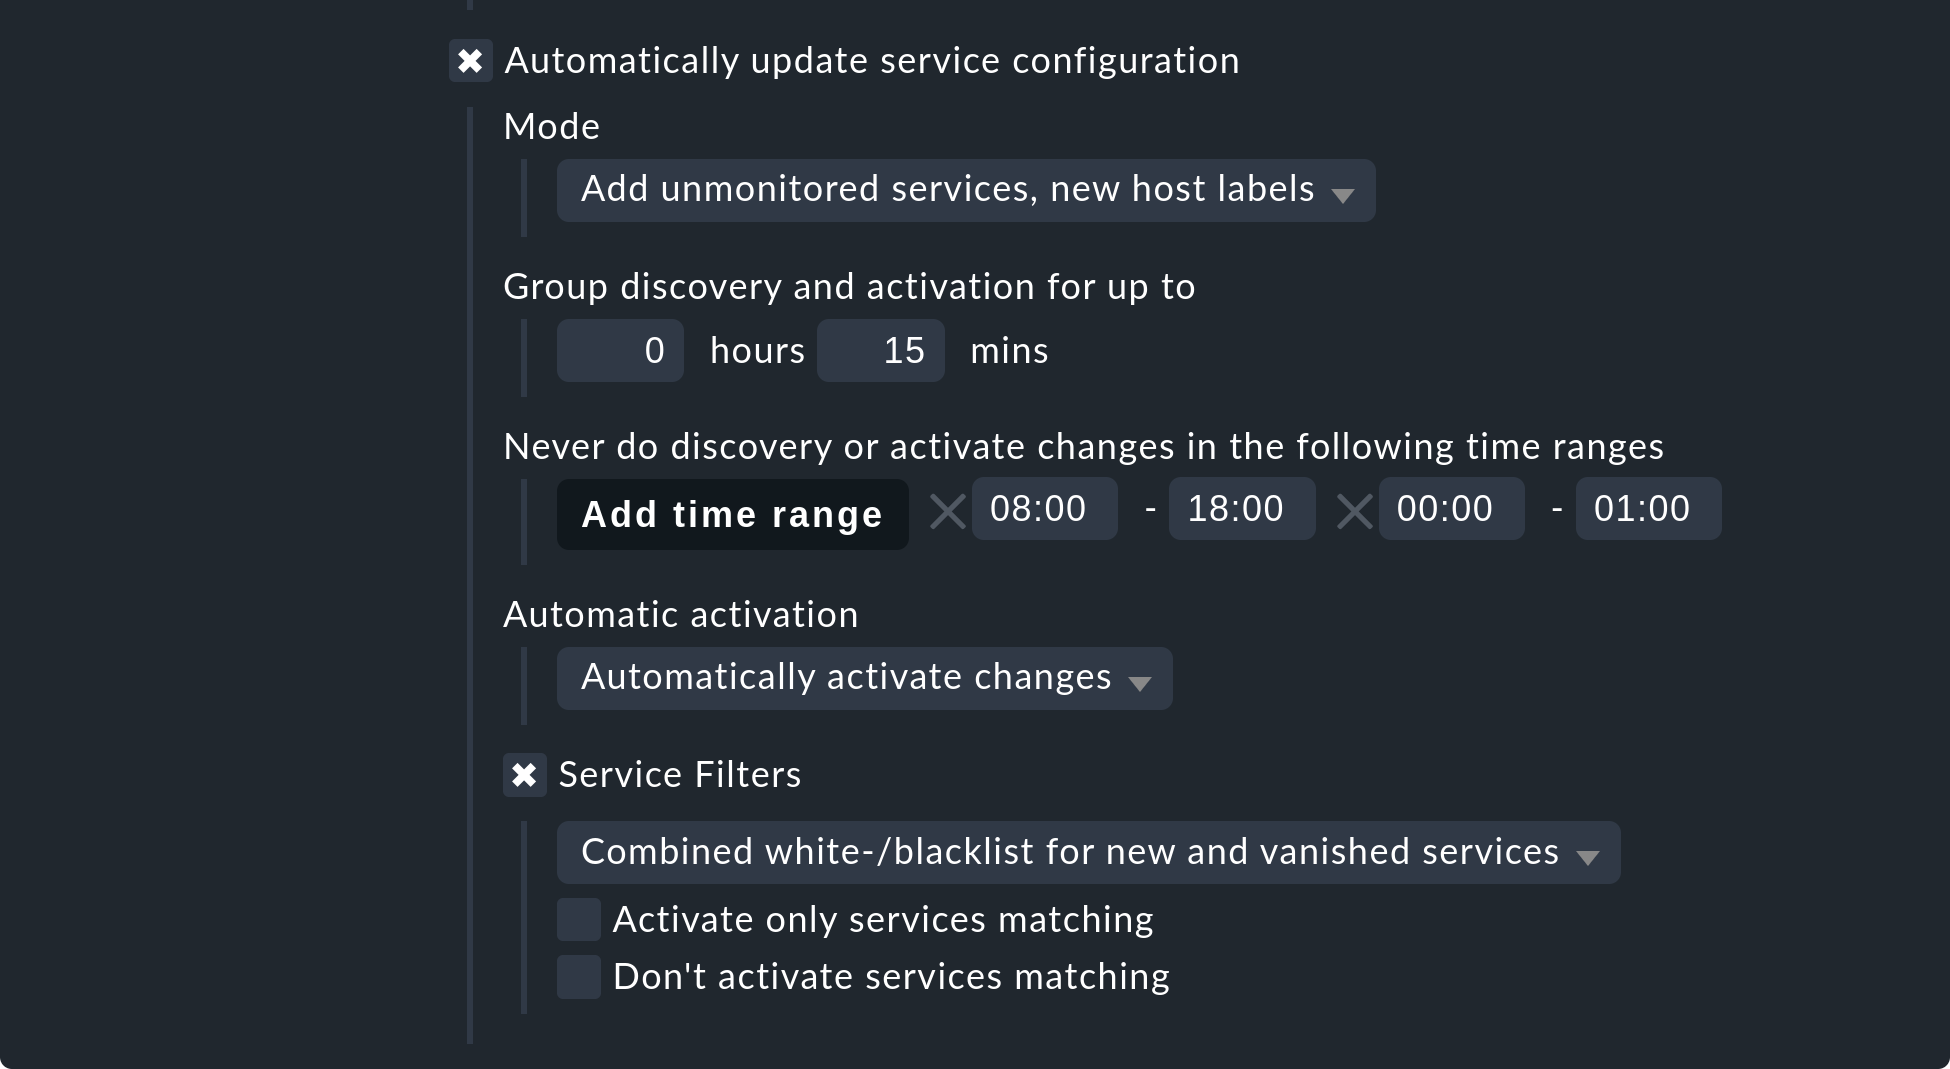 Automatically update service configuration
Mode
Add unmonitored services, new host labels
Group discovery and activation for up to
0 hours 15 mins
Never do discovery or activate changes in the following time ranges
Add time range 08:00 - 18:00 00:00 - 01:00
Automatic activation
Automatically activate changes
Service Filters
Combined white-/blacklist for new and vanished services
Activate only services matching
Don't activate services matching